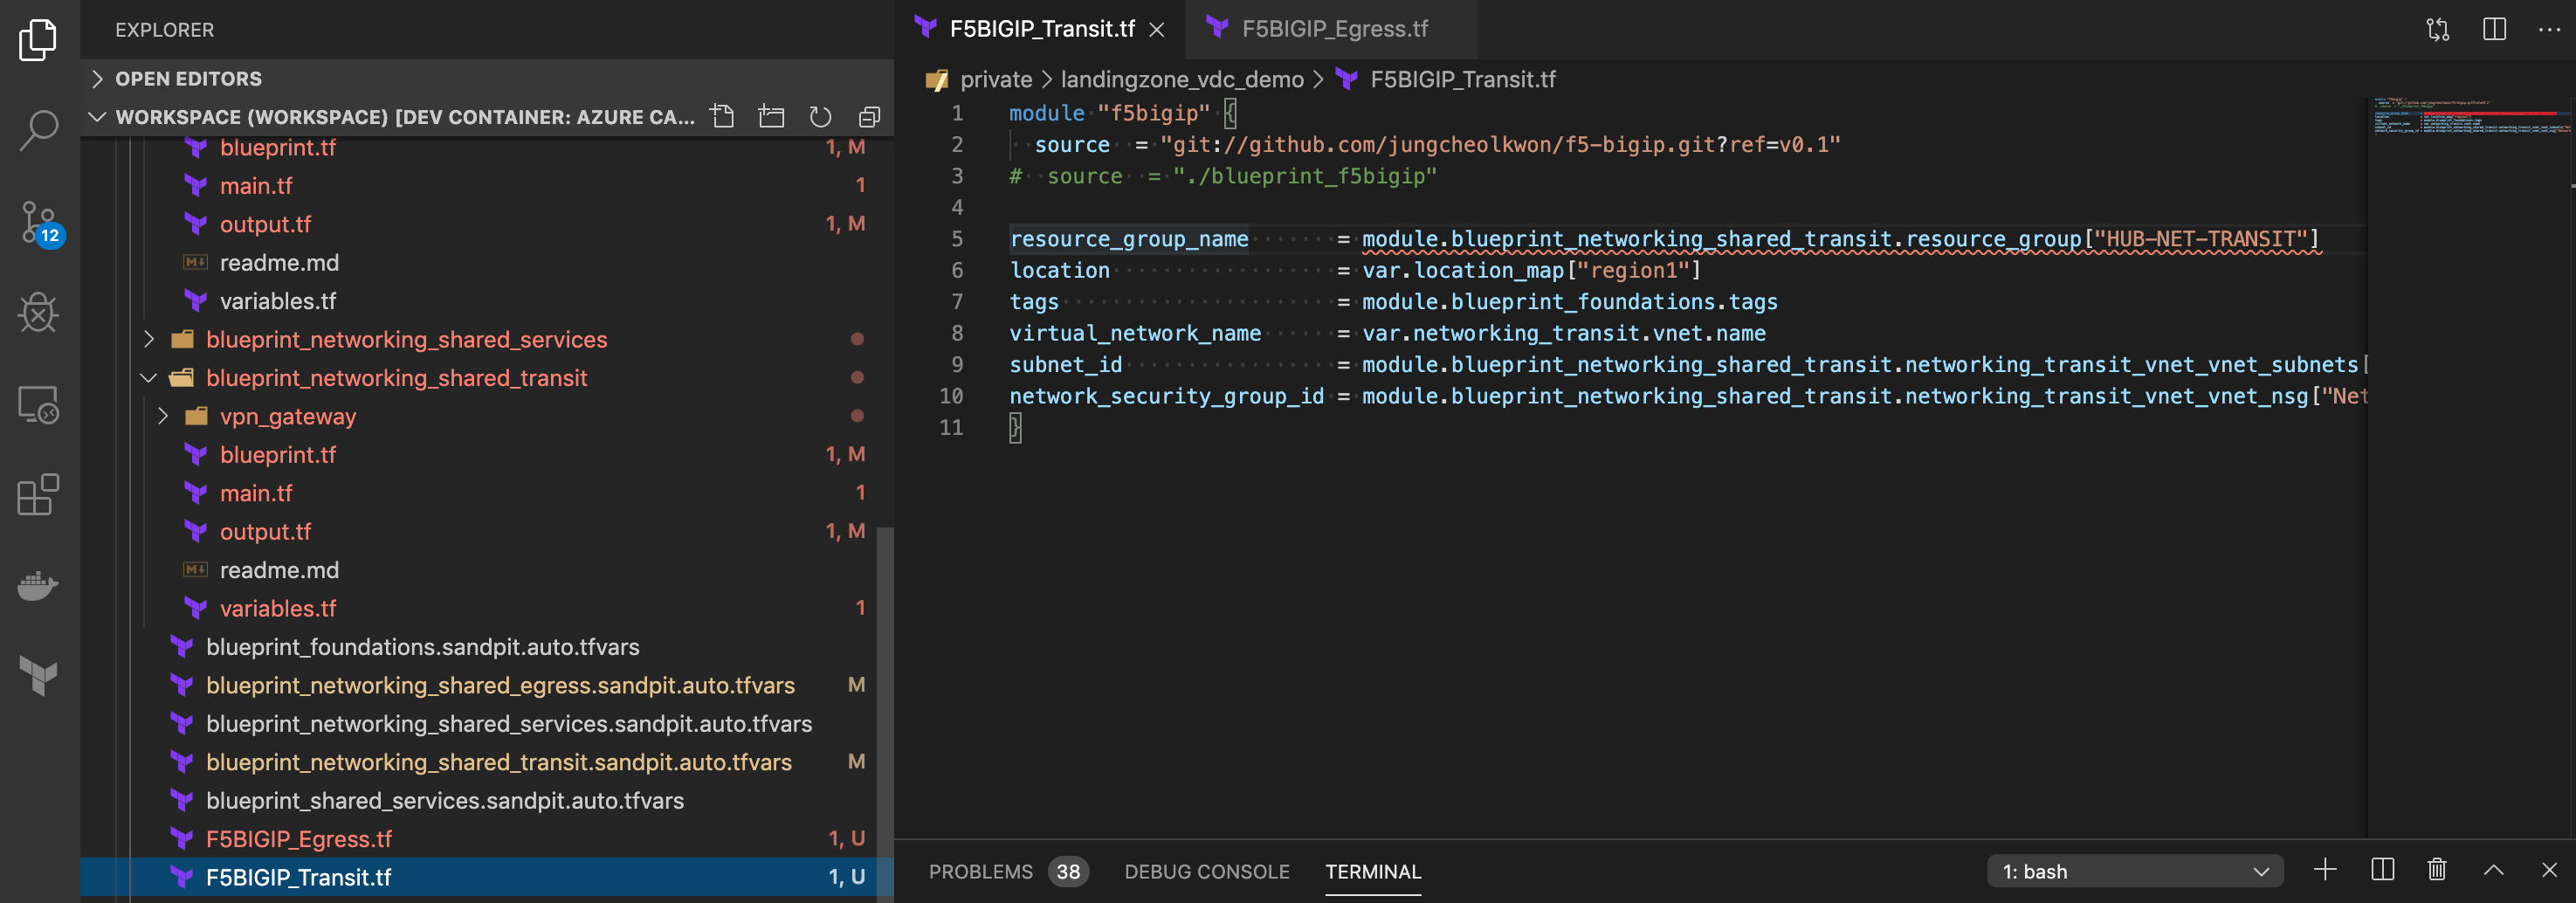 EXPLORER
OPEN EDITORS
WORKSPACE (WORKSPACE) [DEV CONTAINER: AZURE CA...
blueprint.tf 1, M
main.tf 1
output.tf 1, M
readme.md
variables.tf
blueprint_networking_shared_services
blueprint_networking_shared_transit
vpn_gateway
blueprint.tf 1, M
main.tf 1
output.tf 1, M
readme.md
variables.tf 1
blueprint_foundations.sandpit.auto.tfvars
blueprint_networking_shared_egress.sandpit.auto.tfvars M
blueprint_networking_shared_services.sandpit.auto.tfvars
blueprint_networking_shared_transit.sandpit.auto.tfvars M
blueprint_shared_services.sandpit.auto.tfvars
F5BIGIP_Egress.tf 1, U
F5BIGIP_Transit.tf 1, U
12
F5BIGIP_Transit.tf F5BIGIP_Egress.tf
private > landingzone_vdc_demo > F5BIGIP_Transit.tf
1 module "f5bigip" {
2 source = "git://github.com/jungcheolkwon/f5-bigip.git?ref=v0.1"
3 # source = "./blueprint_f5bigip"
4
5 resource_group_name = module.blueprint_networking_shared_transit.resource_group["HUB-NET-TRANSIT"]
6 location = var.location_map["region1"]
7 tags = module.blueprint_foundations.tags
8 virtual_network_name = var.networking_transit.vnet.name
9 subnet_id = module.blueprint_networking_shared_transit.networking_transit_vnet_vnet_subnets[
10 network_security_group_id = module.blueprint_networking_shared_transit.networking_transit_vnet_vnet_nsg["Net
11 }
PROBLEMS 38 DEBUG CONSOLE TERMINAL 1: bash